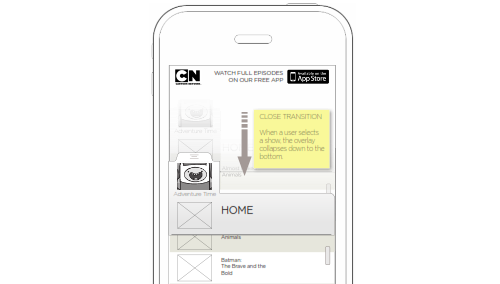 CN
CARTOON NETWORK
WATCH FULL EPISODES
ON OUR FREE APP
Available on the
App Store
CLOSE TRANSITION
When a user selects
a show, the overlay
collapses down to the
bottom
Adventure Time
Animals
Adventure Time
HOME
Animals
Batman:
The Brave and the
Bold